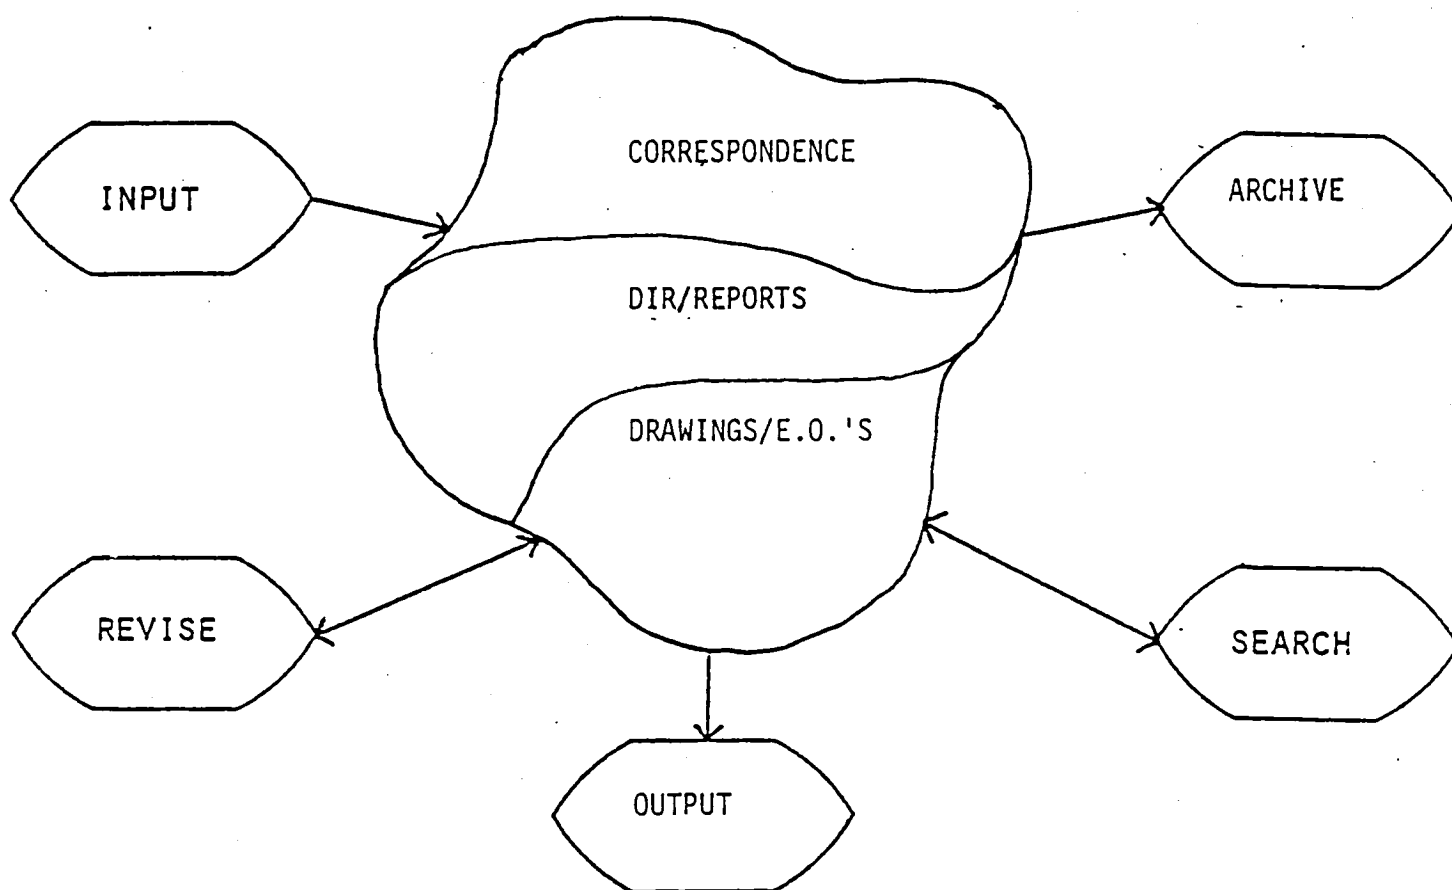 CORRESPONDENCE
INPUT
ARCHIVE
DIR/REPORTS
DRAWINGS/E.O.'S
REVISE
SEARCH
OUTPUT